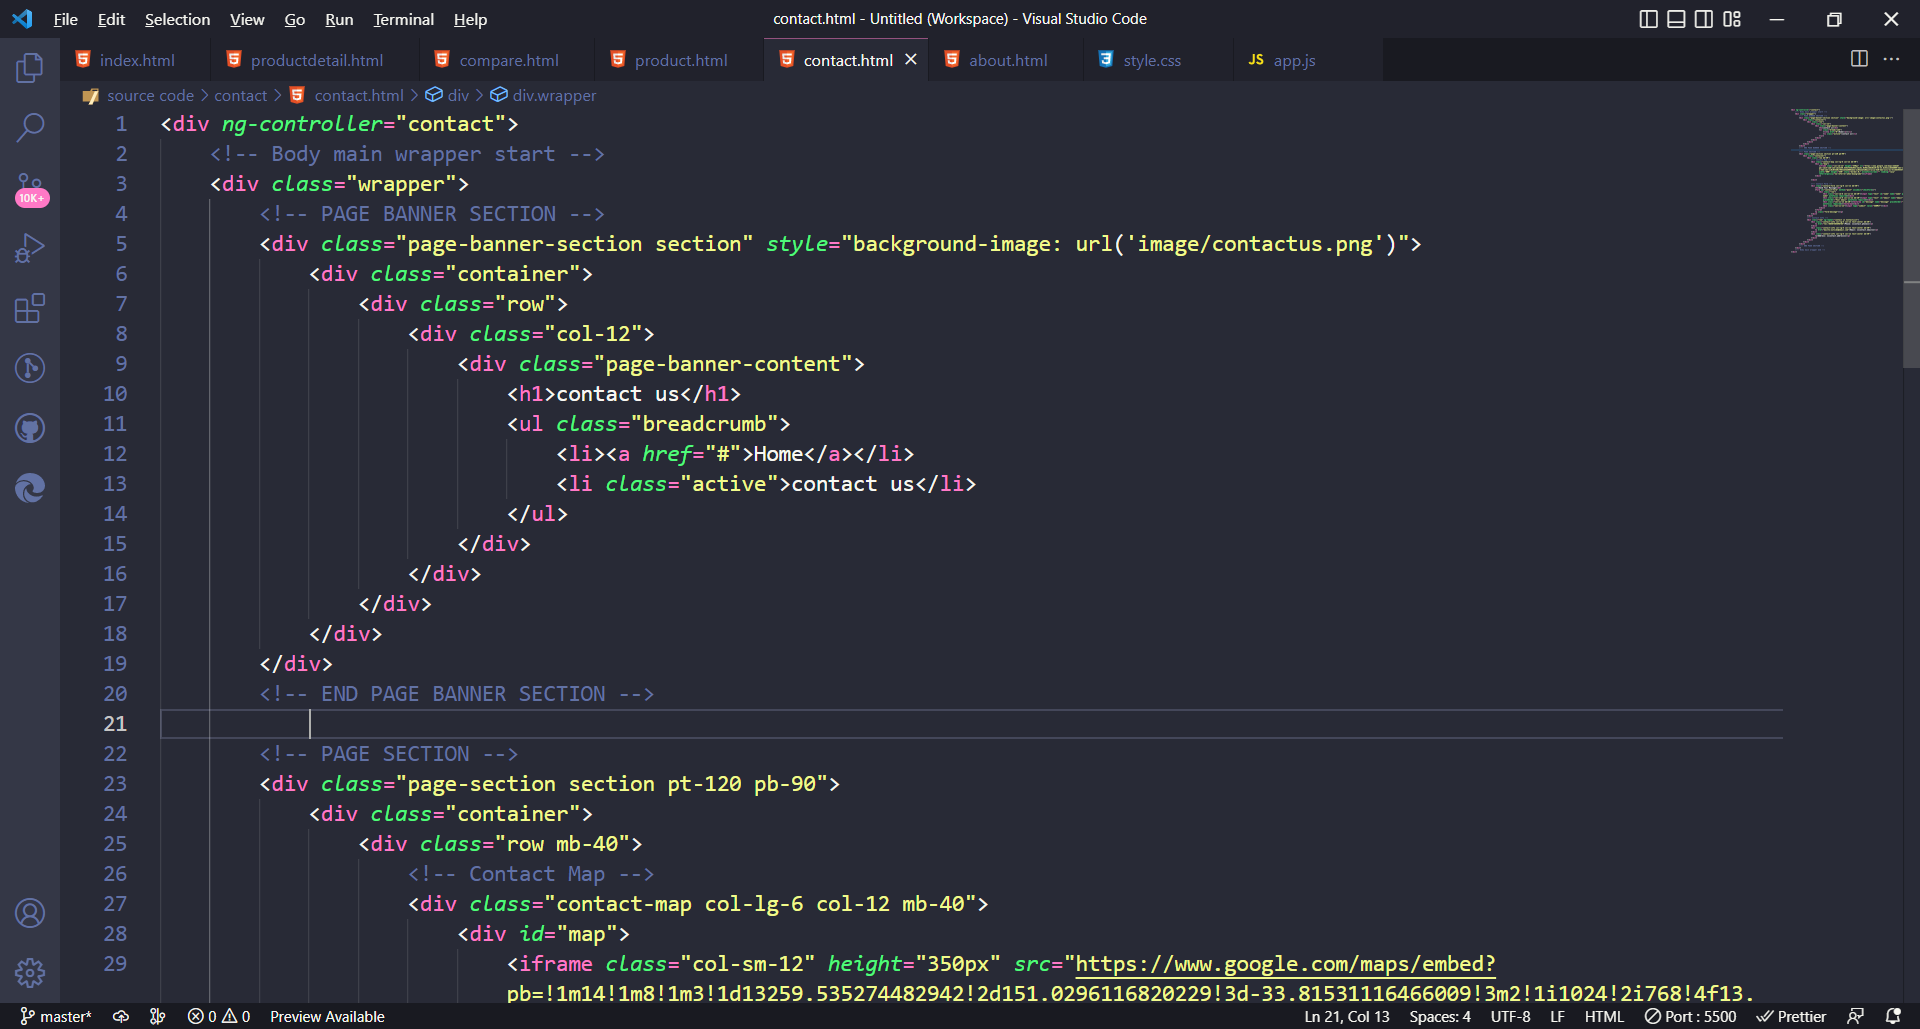 File Edit Selection View Go Run Terminal Help
contact.html - Untitled (Workspace) - Visual Studio Code
index.html productdetail.html compare.html product.html contact.html about.html style.css JS app.js
source code > contact > contact.html > div > div.wrapper
10K+
1 <div ng-controller="contact">
2 <!-- Body main wrapper start -->
3 <div class="wrapper">
4 <!-- PAGE BANNER SECTION -->
5 <div class="page-banner-section section" style="background-image: url('image/contactus.png')">
6 <div class="container">
7 <div class="row">
8 <div class="col-12">
9 <div class="page-banner-content">
10 <h1>contact us</h1>
11 <ul class="breadcrumb">
12 <li><a href="#">Home</a></li>
13 <li class="active">contact us</li>
14 </ul>
15 </div>
16 </div>
17 </div>
18 </div>
19 </div>
20 <!-- END PAGE BANNER SECTION -->
21
22 <!-- PAGE SECTION -->
23 <div class="page-section section pt-120 pb-90">
24 <div class="container">
25 <div class="row mb-40">
26 <!-- Contact Map -->
27 <div class="contact-map col-lg-6 col-12 mb-40">
28 <div id="map">
29 <iframe class="col-sm-12" height="350px" src="https://www.google.com/maps/embed?
pb=!1m14!1m8!1m3!1d13259.535274482942!2d151.0296116820229!3d-33.81531116466009!3m2!1i1024!2i768!4f13.
master* 0 0 Preview Available Ln 21, Col 13 Spaces: 4 UTF-8 LF HTML Port : 5500 Prettier